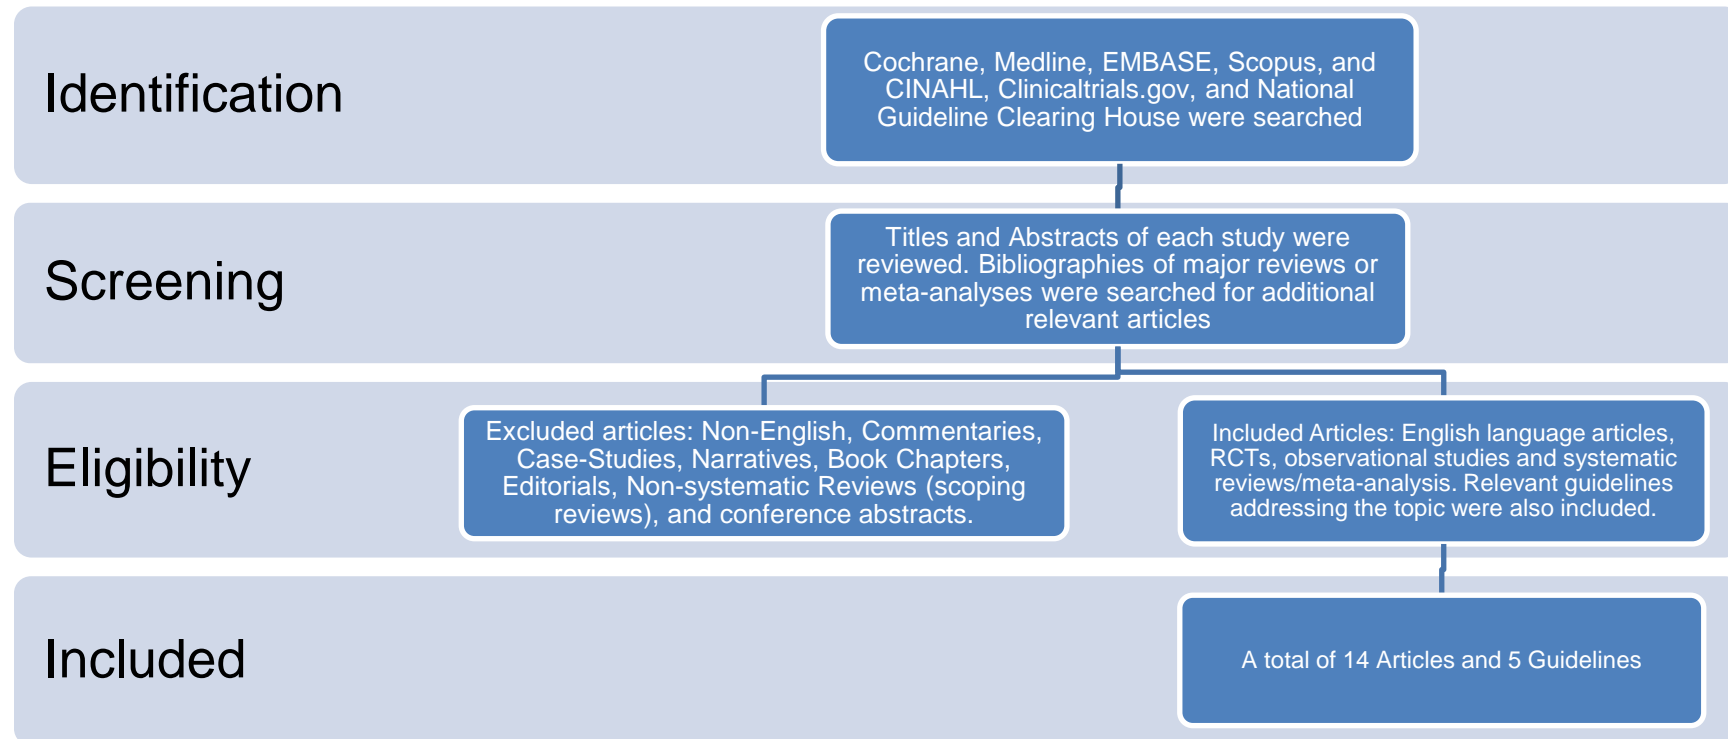 Identification
Cochrane, Medline, EMBASE, Scopus, and
CINAHL, Clinicaltrials.gov, and National
Guideline Clearing House were searched
Screening
Titles and Abstracts of each study were
reviewed. Bibliographies of major reviews or
meta-analyses were searched for additional
relevant articles
Eligibility
Excluded articles: Non-English, Commentaries,
Case-Studies, Narratives, Book Chapters,
Editorials, Non-systematic Reviews (scoping
reviews), and conference abstracts.
Included Articles: English language articles,
RCTs, observational studies and systematic
reviews/meta-analysis. Relevant guidelines
addressing the topic were also included.
Included
A total of 14 Articles and 5 Guidelines